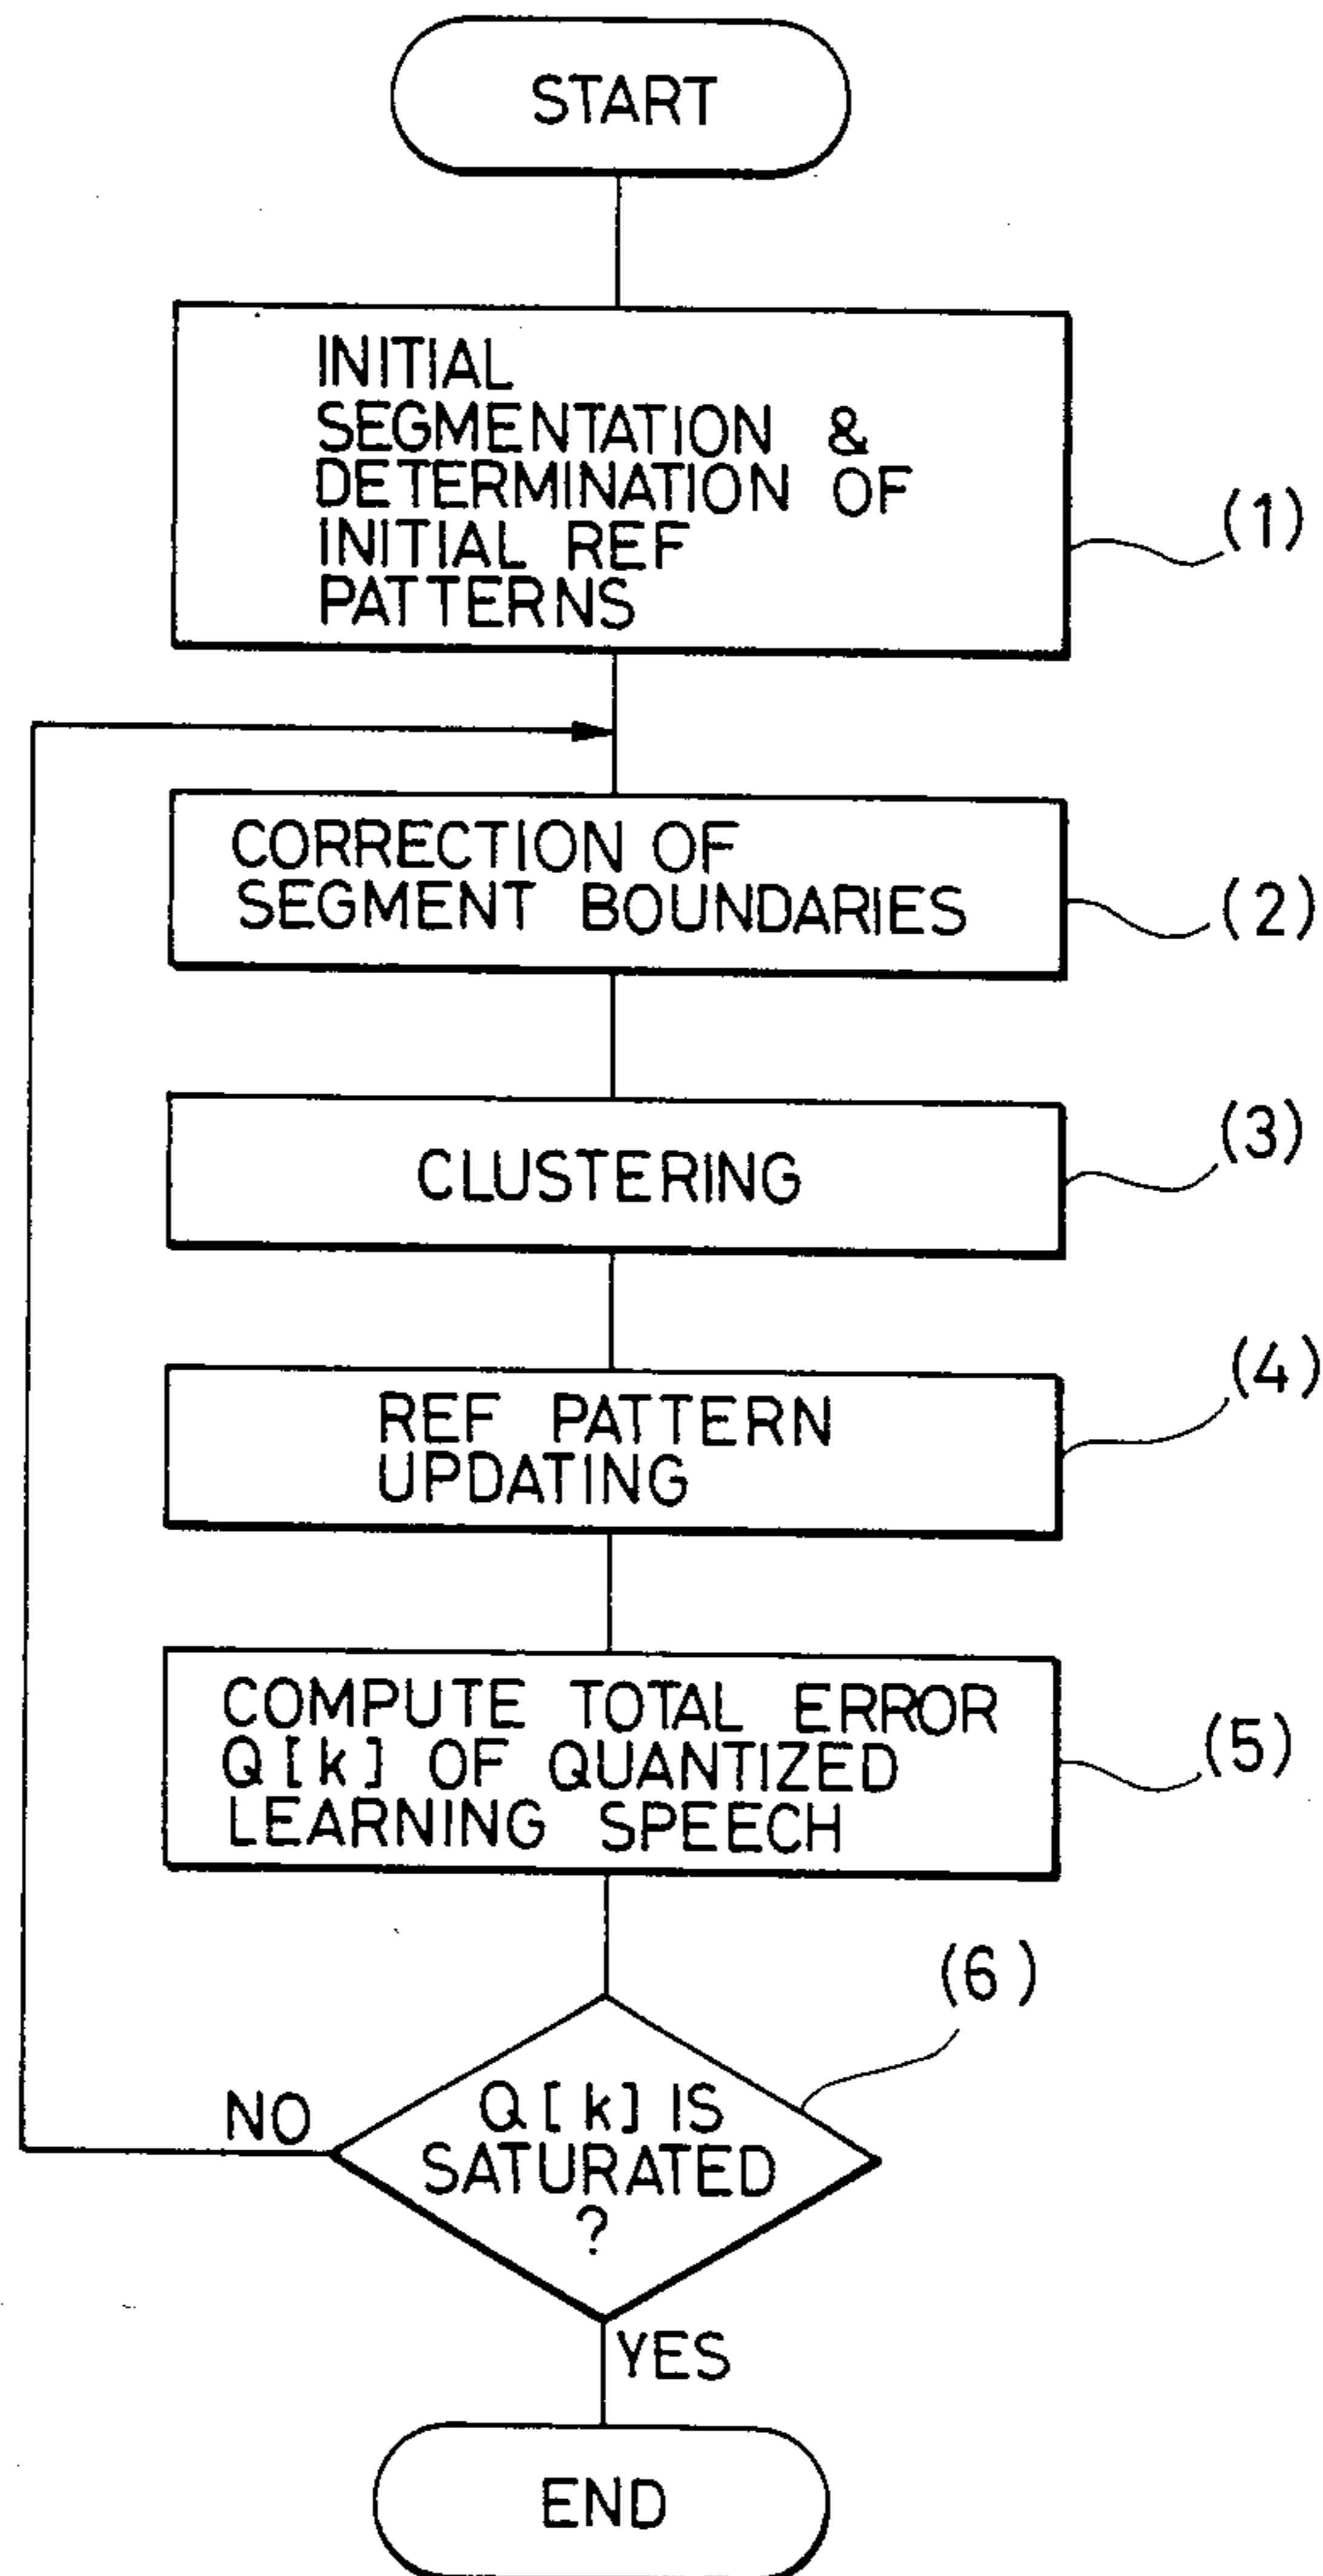 START
INITIAL
SEGMENTATION &
DETERMINATION OF
INITIAL REF
PATTERNS
(1)
CORRECTION OF
SEGMENT BOUNDARIES
(2)
CLUSTERING
(3)
REF PATTERN
UPDATING
(4)
COMPUTE TOTAL ERROR
Q[k] OF QUANTIZED
LEARNING SPEECH
(5)
(6)
NO
Q[k] IS
SATURATED
?
YES
END